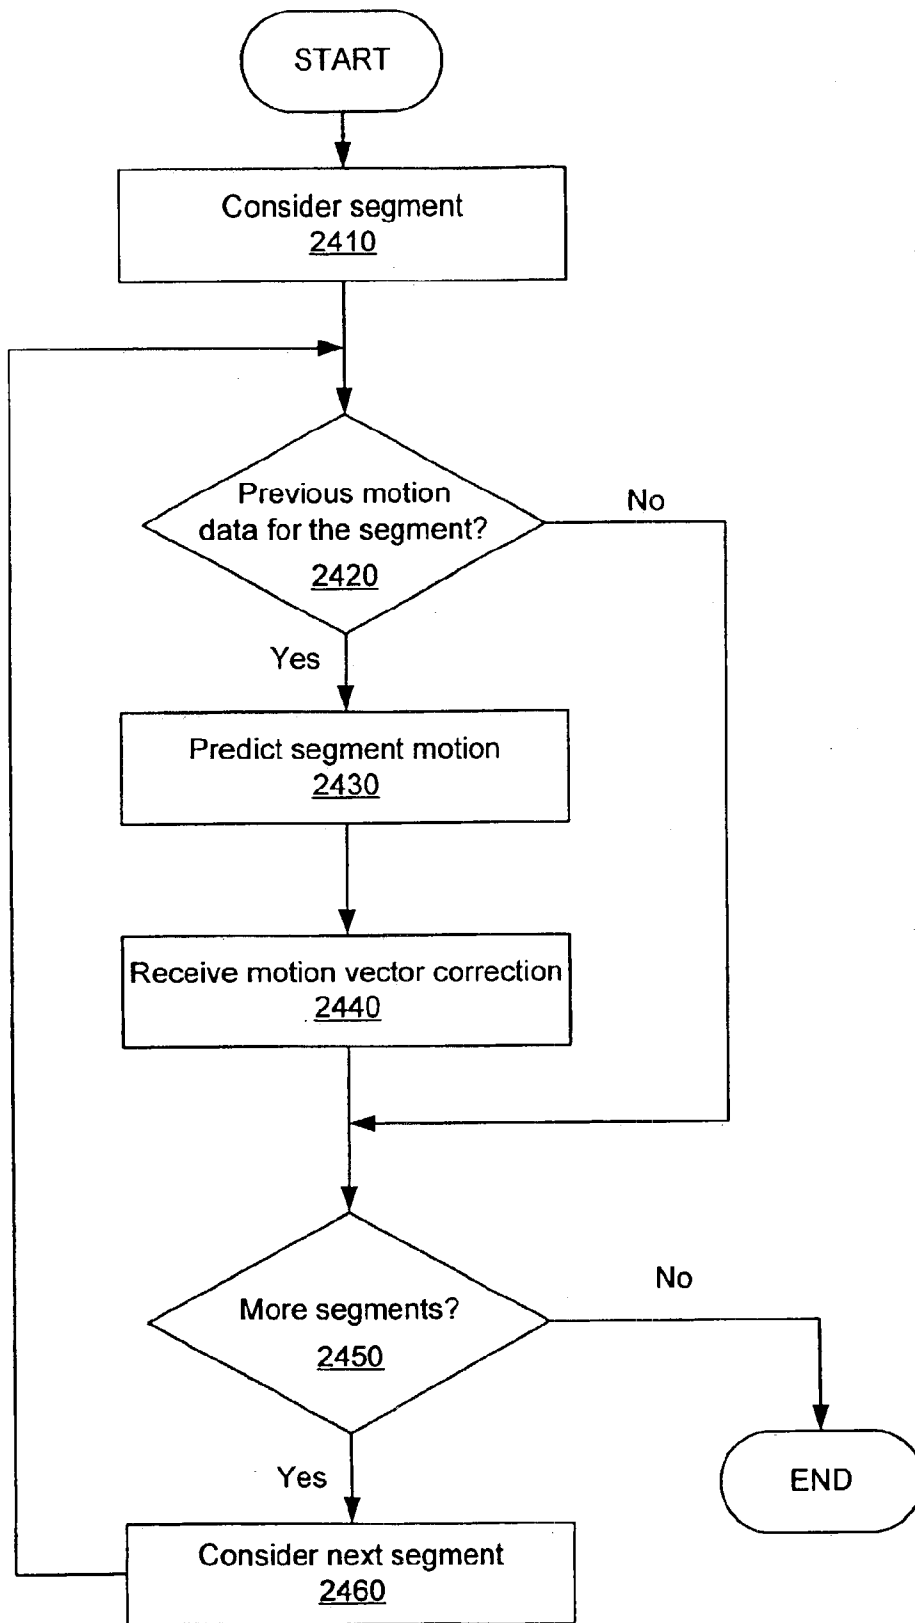 START
Consider segment
2410
Previous motion
data for the segment?
2420
No
Yes
Predict segment motion
2430
Receive motion vector correction
2440
More segments?
2450
No
Yes
END
Consider next segment
2460